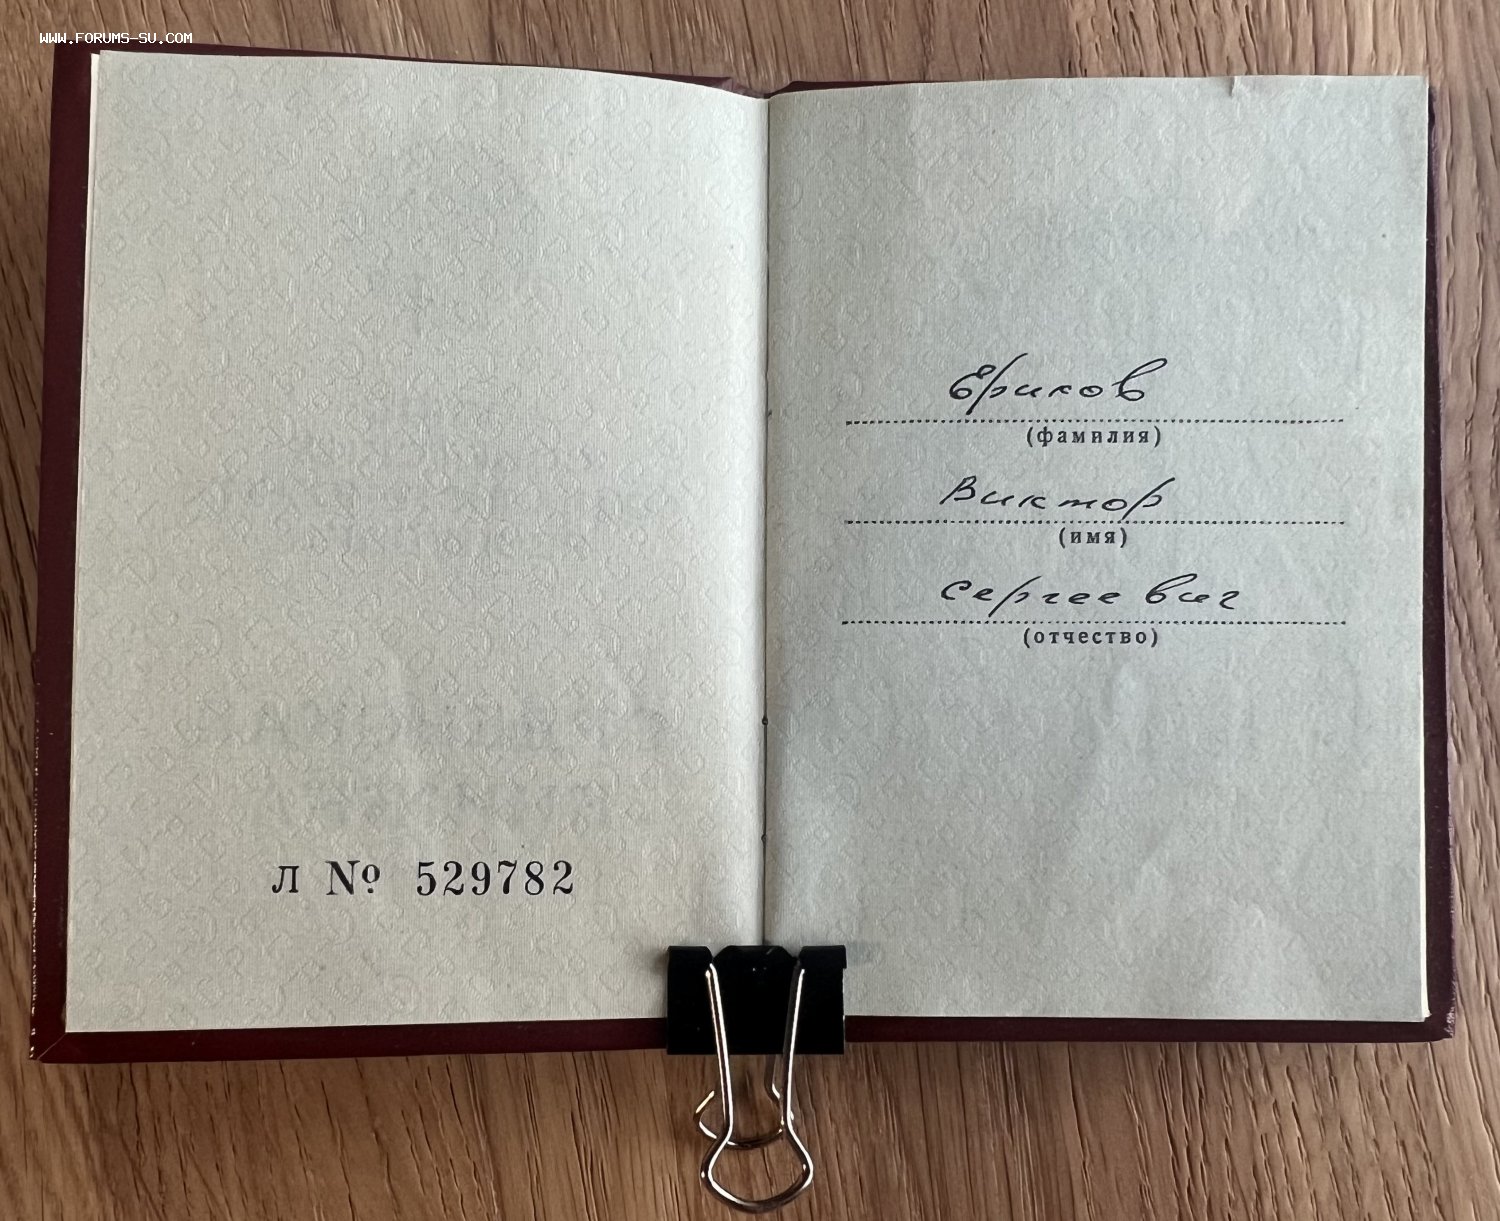 WWW.FORUMS-SU.COM
Л № 529782
Ериков
(фамилия)
Виктор
(имя)
Сергеевич
(отчество)